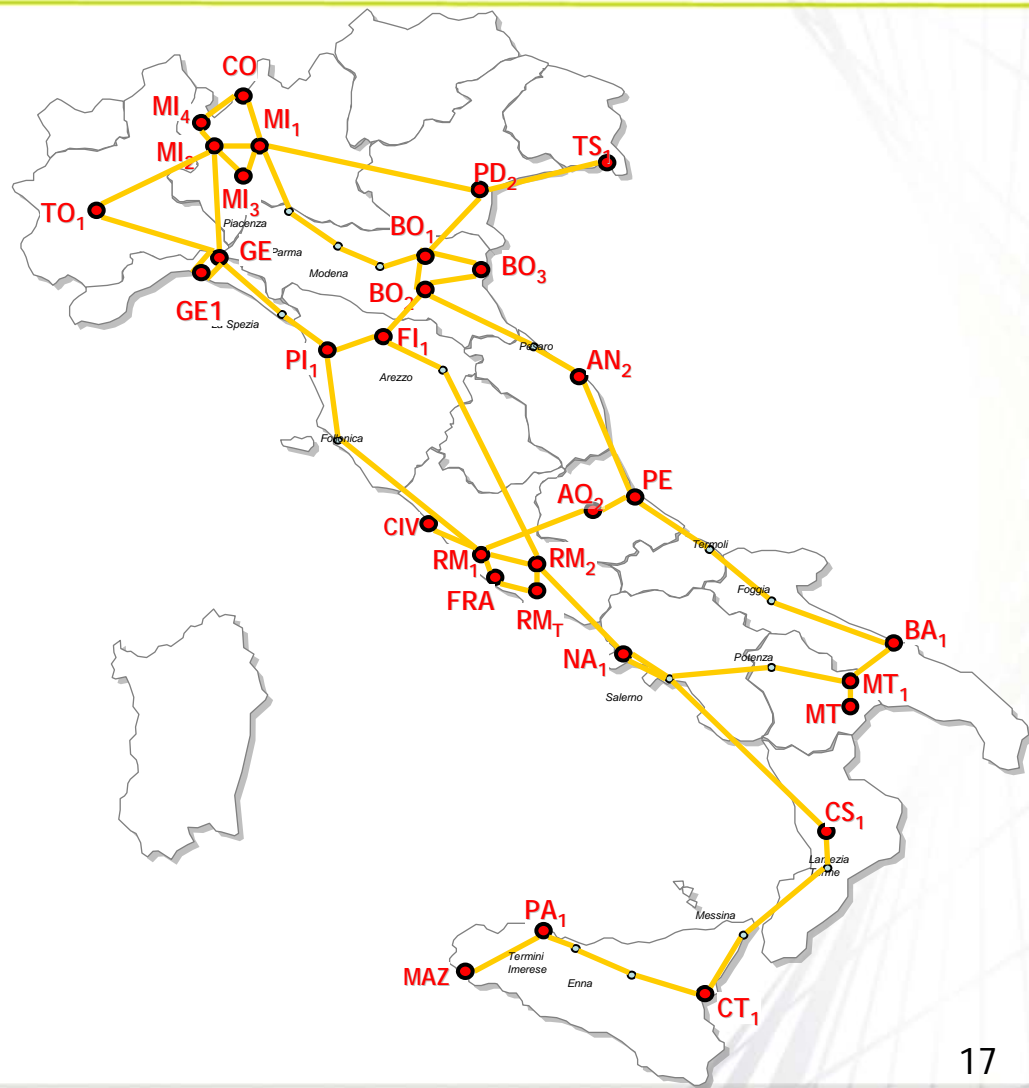 CO
MI4
MI1
MI2
MI3
TS1
PD2
TO1
Piacenza
BO1
GE
Parma
Modena
BO3
GE1
BO2
La Spezia
PI1
FI1
Pesaro
AN2
Arezzo
Follonica
AQ2
PE
CIV
RM1
RM2
Termoli
FRA
RMT
Foggia
BA1
NA1
Potenza
MT1
Salerno
MT
CS1
Lamezia
Terme
PA1
Messina
MAZ
Termini
Imerese
Enna
CT1
17